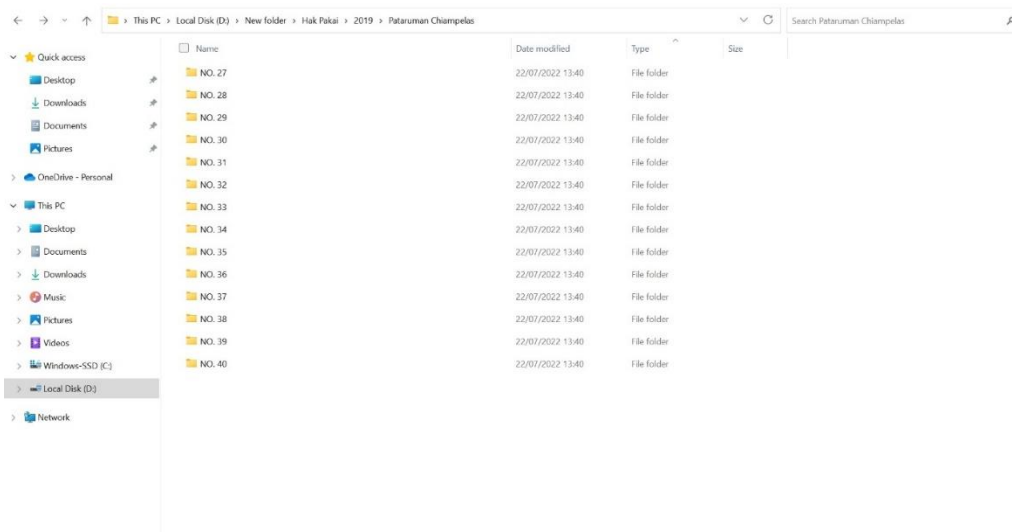 This PC › Local Disk (D:) › New folder › Hak Pakai › 2019 › Pataruman Chiampelas
Search Pataruman Chiampelas
Quick access
Desktop
Downloads
Documents
Pictures
OneDrive - Personal
This PC
Desktop
Documents
Downloads
Music
Pictures
Videos
Windows-SSD (C:)
Local Disk (D:)
Network
Name Date modified Type Size
NO. 27 22/07/2022 13:40 File folder
NO. 28 22/07/2022 13:40 File folder
NO. 29 22/07/2022 13:40 File folder
NO. 30 22/07/2022 13:40 File folder
NO. 31 22/07/2022 13:40 File folder
NO. 32 22/07/2022 13:40 File folder
NO. 33 22/07/2022 13:40 File folder
NO. 34 22/07/2022 13:40 File folder
NO. 35 22/07/2022 13:40 File folder
NO. 36 22/07/2022 13:40 File folder
NO. 37 22/07/2022 13:40 File folder
NO. 38 22/07/2022 13:40 File folder
NO. 39 22/07/2022 13:40 File folder
NO. 40 22/07/2022 13:40 File folder